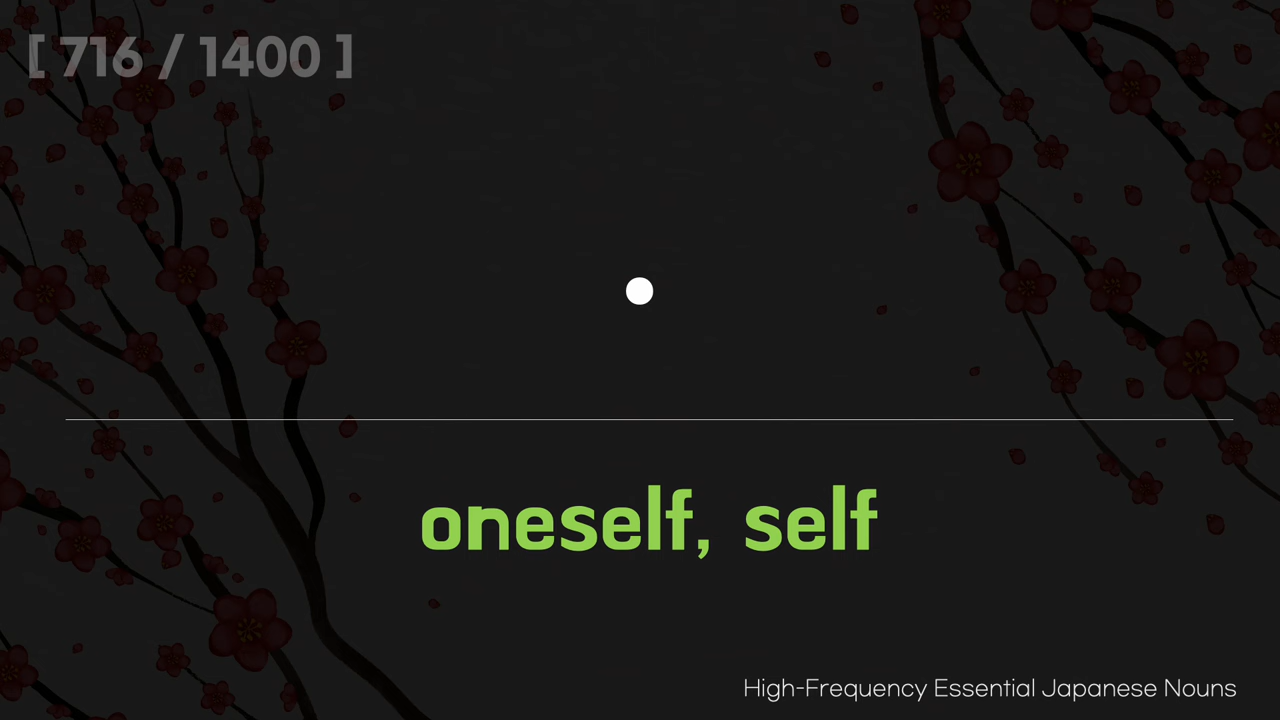 [ 716 / 1400 ]
oneself, self
High-Frequency Essential Japanese Nouns